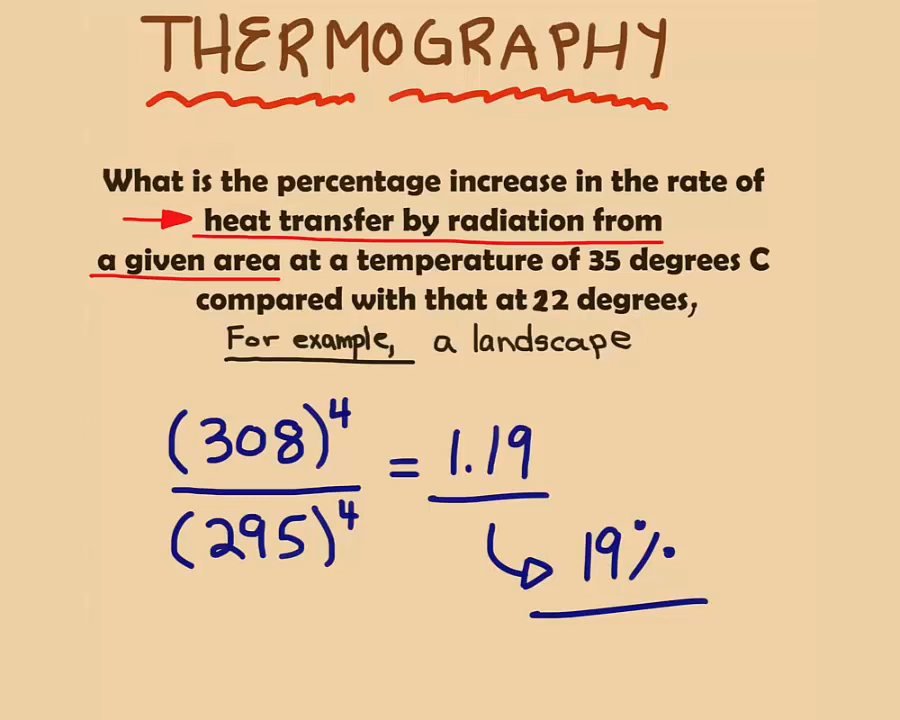 THERMOGRAPHY
What is the percentage increase in the rate of
heat transfer by radiation from
a given area at a temperature of 35 degrees C
compared with that at 22 degrees,
For example, a landscape
(308)^4
= 1.19
(295)^4
19%